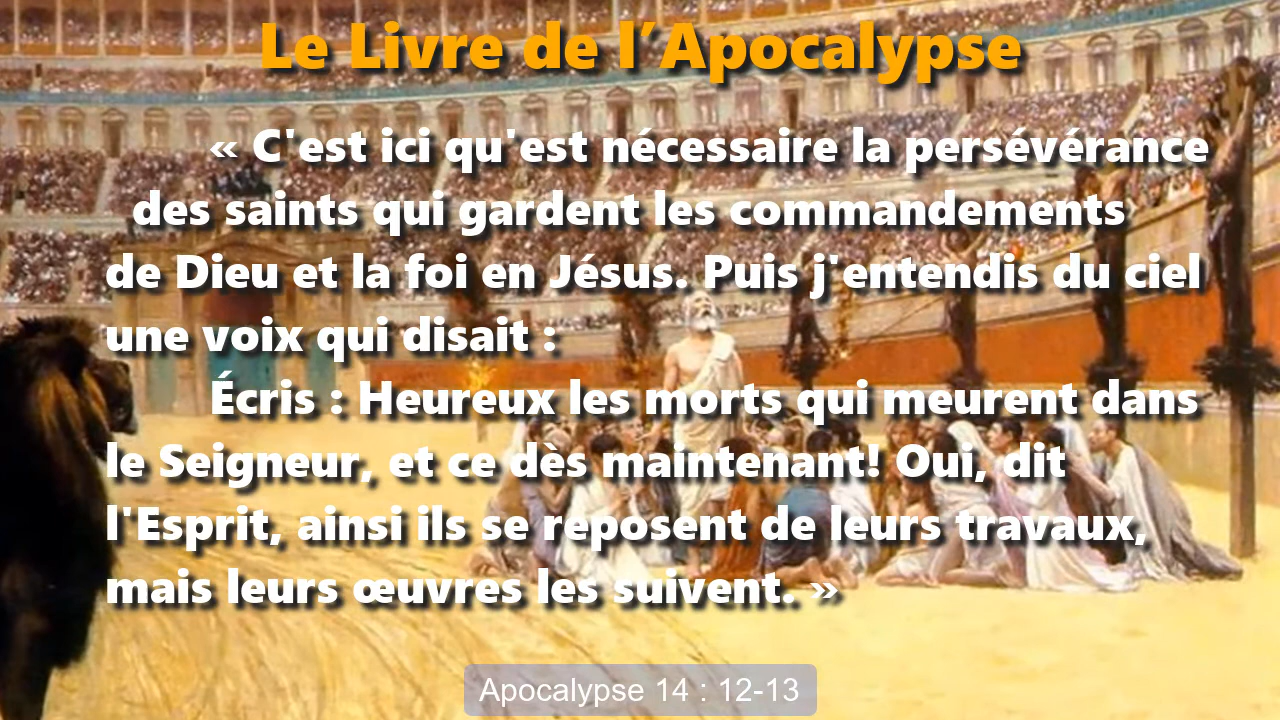 Le Livre de l’Apocalypse
« C'est ici qu'est nécessaire la persévérance
des saints qui gardent les commandements
de Dieu et la foi en Jésus. Puis j'entendis du ciel
une voix qui disait :
Écris : Heureux les morts qui meurent dans
le Seigneur, et ce dès maintenant! Oui, dit
l'Esprit, ainsi ils se reposent de leurs travaux,
mais leurs œuvres les suivent. »
Apocalypse 14 : 12-13